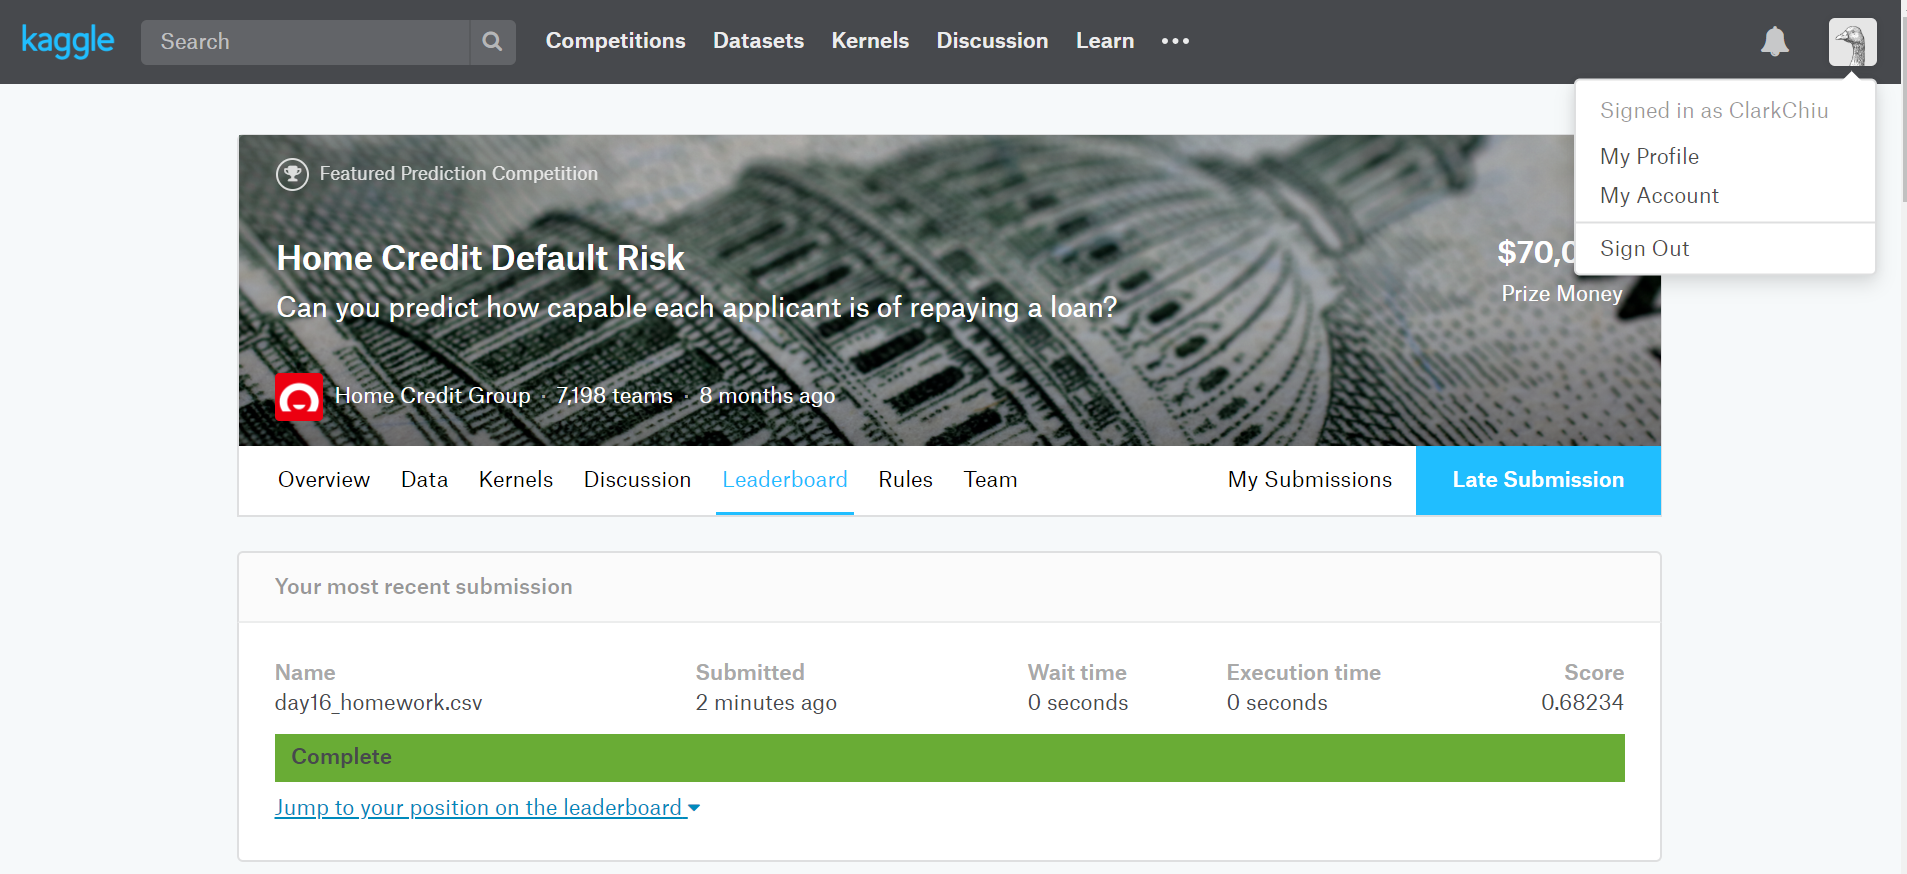 kaggle
Search
Competitions Datasets Kernels Discussion Learn
Signed in as ClarkChiu
My Profile
My Account
Sign Out
Featured Prediction Competition
Home Credit Default Risk
Can you predict how capable each applicant is of repaying a loan?
$70,0
Prize Money
Home Credit Group · 7,198 teams · 8 months ago
Overview Data Kernels Discussion Leaderboard Rules Team My Submissions Late Submission
Your most recent submission
Name Submitted Wait time Execution time Score
day16_homework.csv 2 minutes ago 0 seconds 0 seconds 0.68234
Complete
Jump to your position on the leaderboard